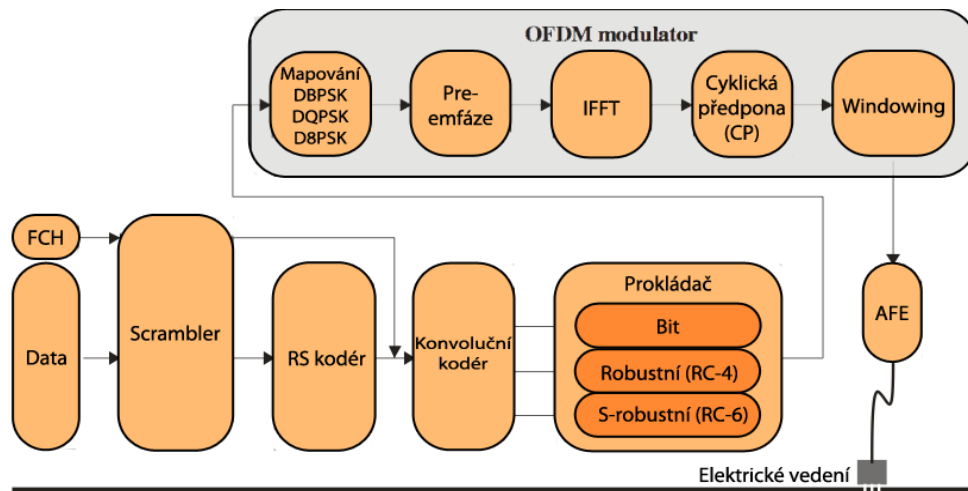 OFDM modulator
Mapování
DBPSK
DQPSK
D8PSK
Pre-
emfáze
IFFT
Cyklická
předpona
(CP)
Windowing
FCH
Data
Scrambler
RS kodér
Konvoluční
kodér
Prokládač
Bit
Robustní (RC-4)
S-robustní (RC-6)
AFE
Elektrické vedení